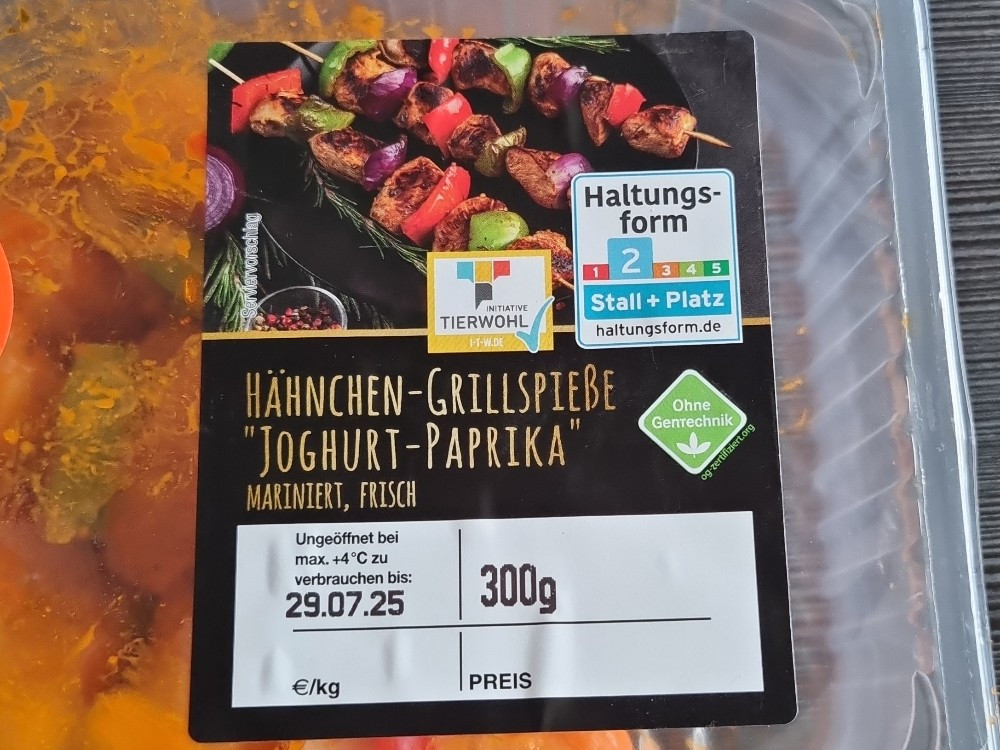 Serviervorschlag
Haltungs-
form
1 2 3 4 5
Stall + Platz
haltungsform.de
INITIATIVE
TIERWOHL
I-T-W.DE
HÄHNCHEN-GRILLSPIEßE
"JOGHURT-PAPRIKA"
MARINIERT, FRISCH
Ohne
GenTechnik
og-zertifiziert.org
Ungeöffnet bei
max. +4°C zu
verbrauchen bis:
29.07.25
300g
€/kg
PREIS